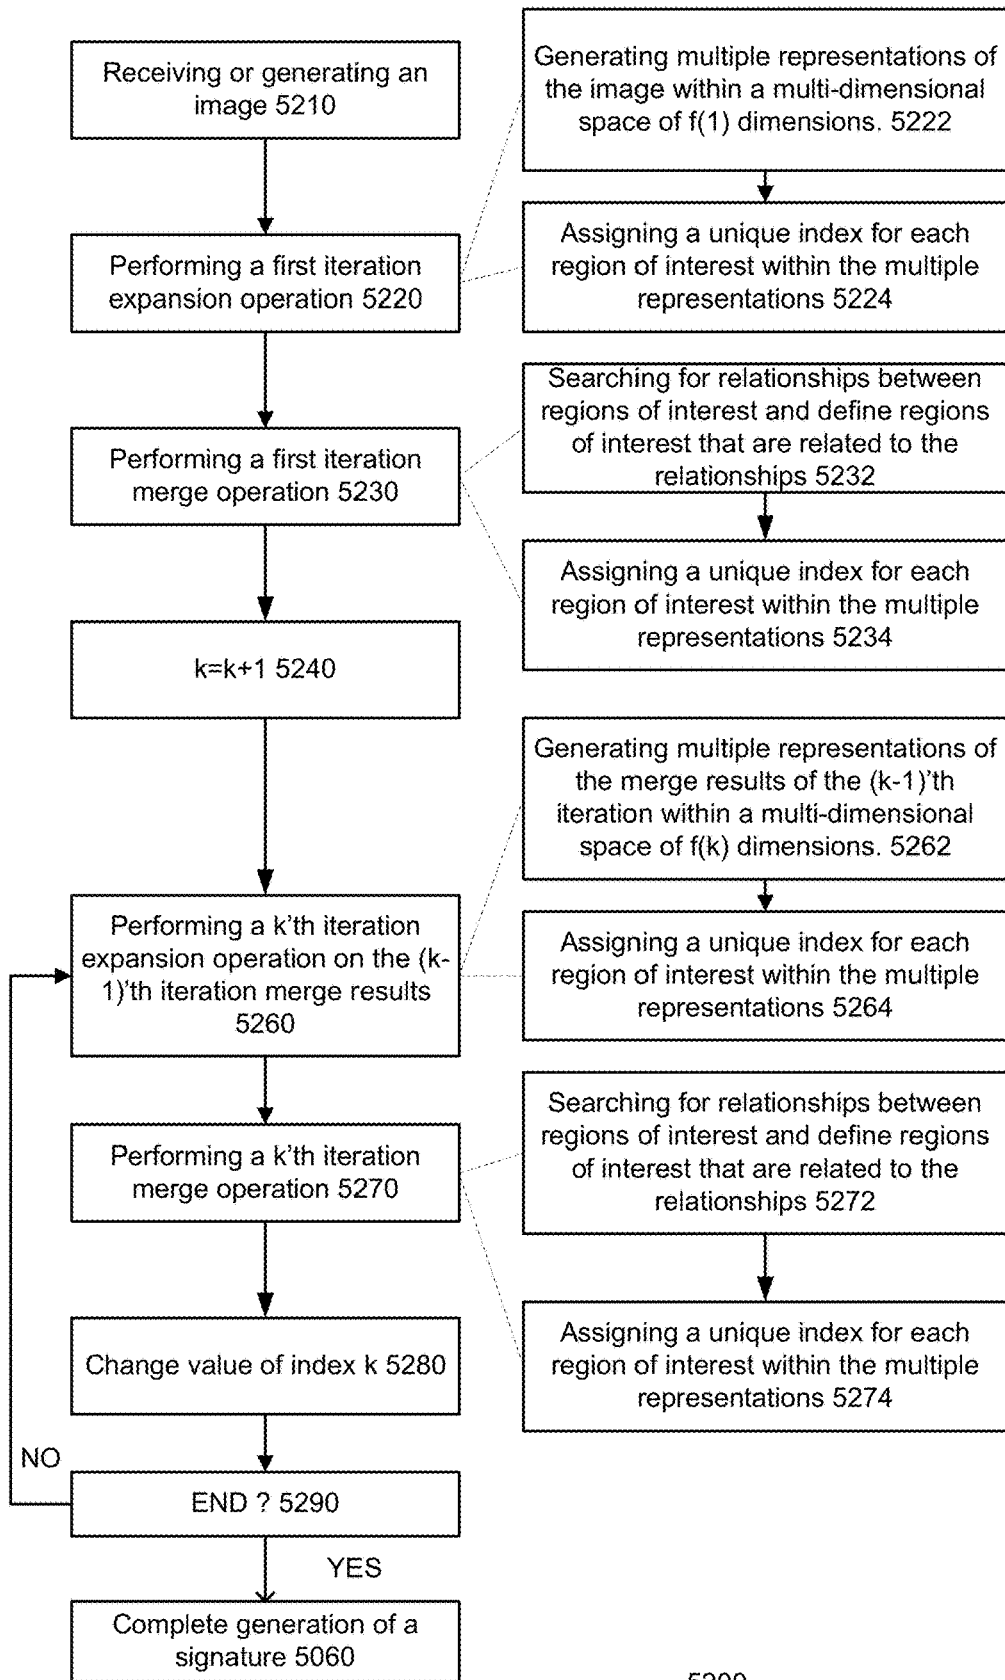 Receiving or generating an
image 5210
Generating multiple representations of
the image within a multi-dimensional
space of f(1) dimensions. 5222
Performing a first iteration
expansion operation 5220
Assigning a unique index for each
region of interest within the multiple
representations 5224
Performing a first iteration
merge operation 5230
Searching for relationships between
regions of interest and define regions
of interest that are related to the
relationships 5232
Assigning a unique index for each
region of interest within the multiple
representations 5234
k=k+1 5240
Generating multiple representations of
the merge results of the (k-1)'th
iteration within a multi-dimensional
space of f(k) dimensions. 5262
Performing a k'th iteration
expansion operation on the (k-
1)'th iteration merge results
5260
Assigning a unique index for each
region of interest within the multiple
representations 5264
Performing a k'th iteration
merge operation 5270
Searching for relationships between
regions of interest and define regions
of interest that are related to the
relationships 5272
Assigning a unique index for each
region of interest within the multiple
representations 5274
Change value of index k 5280
NO
END ? 5290
YES
Complete generation of a
signature 5060